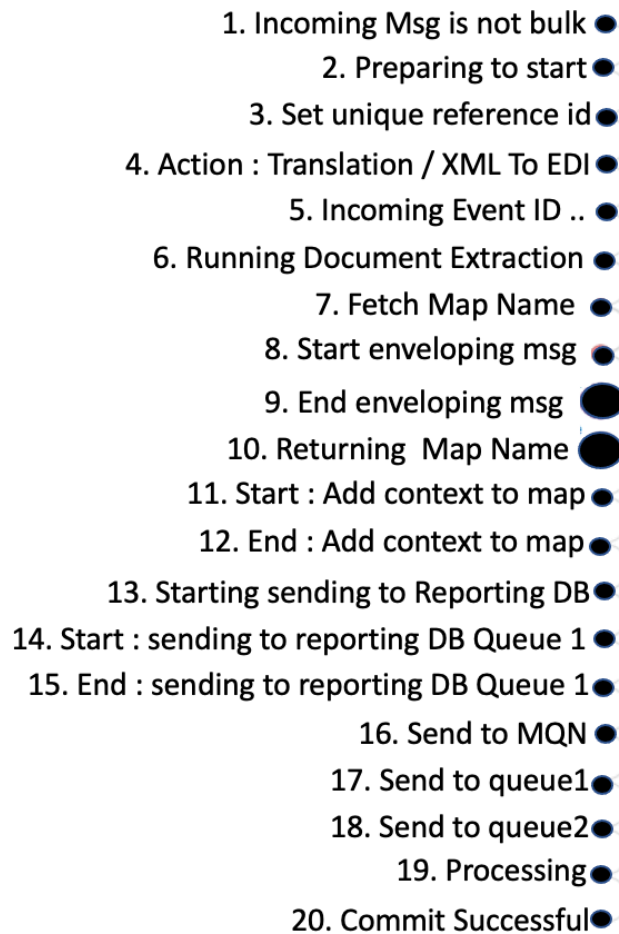 1. Incoming Msg is not bulk
2. Preparing to start
3. Set unique reference id
4. Action : Translation / XML To EDI
5. Incoming Event ID ..
6. Running Document Extraction
7. Fetch Map Name
8. Start enveloping msg
9. End enveloping msg
10. Returning  Map Name
11. Start : Add context to map
12. End : Add context to map
13. Starting sending to Reporting DB
14. Start : sending to reporting DB Queue 1
15. End : sending to reporting DB Queue 1
16. Send to MQN
17. Send to queue1
18. Send to queue2
19. Processing
20. Commit Successful